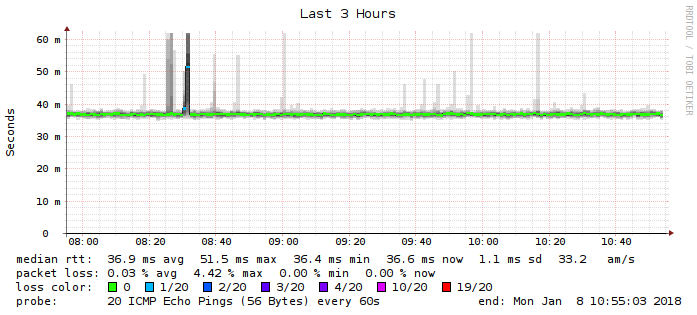 Last 3 Hours
RRDTOOL / TOBI OETIKER
Seconds
60 m
50 m
40 m
30 m
20 m
10 m
0
08:00 08:20 08:40 09:00 09:20 09:40 10:00 10:20 10:40
median rtt: 36.9 ms avg 51.5 ms max 36.4 ms min 36.6 ms now 1.1 ms sd 33.2 am/s
packet loss: 0.03 % avg 4.42 % max 0.00 % min 0.00 % now
loss color: 0 1/20 2/20 3/20 4/20 10/20 19/20
probe: 20 ICMP Echo Pings (56 Bytes) every 60s end: Mon Jan 8 10:55:03 2018